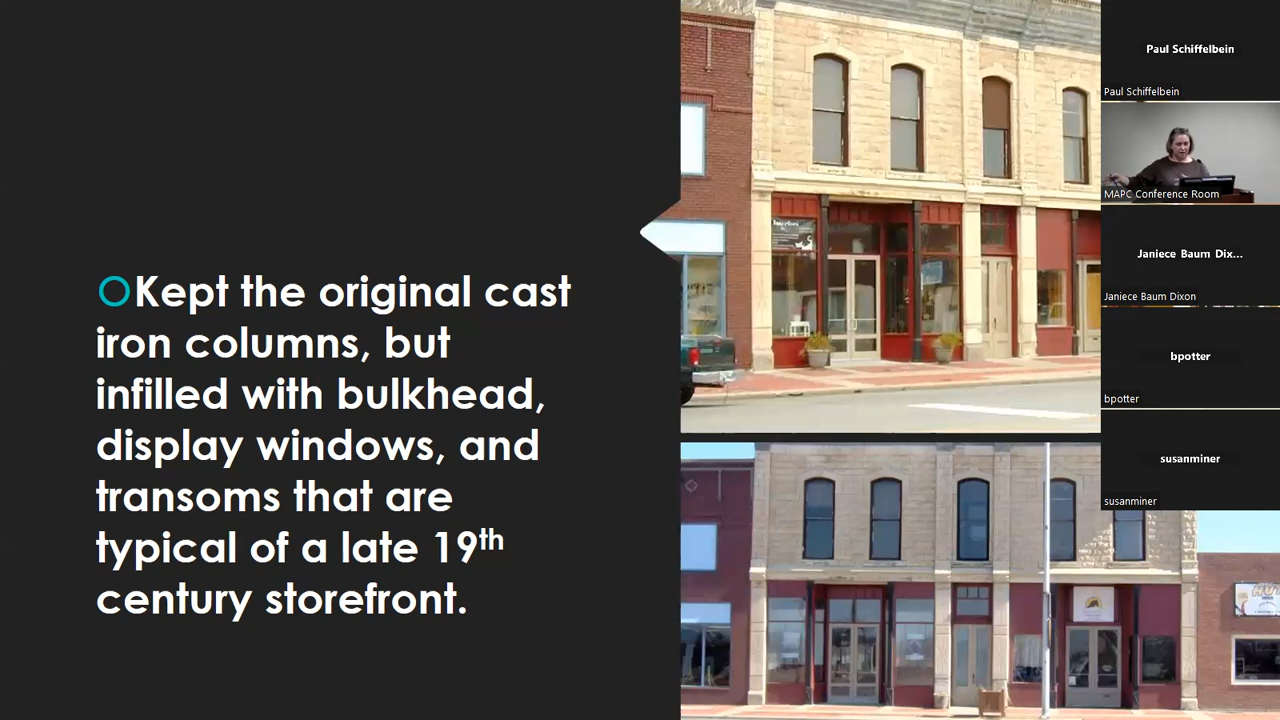 Kept the original cast
iron columns, but
infilled with bulkhead,
display windows, and
transoms that are
typical of a late 19th
century storefront.
Paul Schiffelbein
Paul Schiffelbein
MAPC Conference Room
Janiece Baum Dix...
Janiece Baum Dixon
bpotter
bpotter
susanminer
susanminer